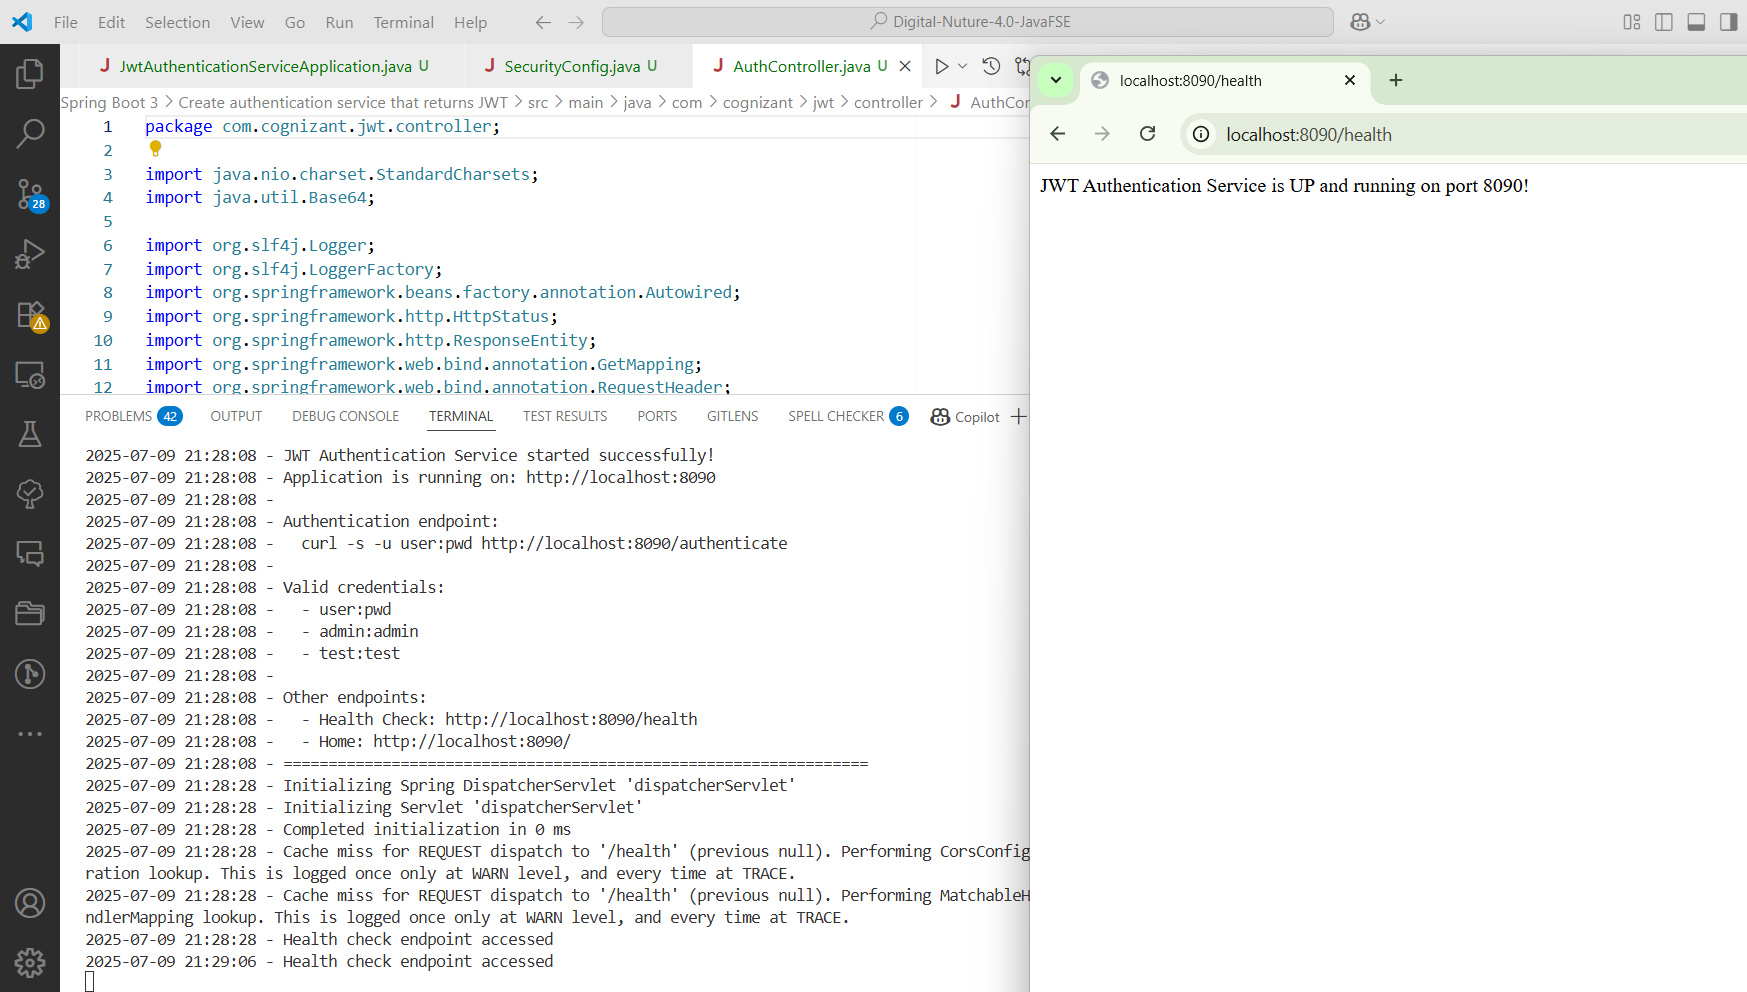 File Edit Selection View Go Run Terminal Help
Digital-Nuture-4.0-JavaFSE
JwtAuthenticationServiceApplication.java U
SecurityConfig.java U
AuthController.java U
Spring Boot 3 > Create authentication service that returns JWT > src > main > java > com > cognizant > jwt > controller > AuthCor
1 package com.cognizant.jwt.controller;
2
3 import java.nio.charset.StandardCharsets;
4 import java.util.Base64;
5
6 import org.slf4j.Logger;
7 import org.slf4j.LoggerFactory;
8 import org.springframework.beans.factory.annotation.Autowired;
9 import org.springframework.http.HttpStatus;
10 import org.springframework.http.ResponseEntity;
11 import org.springframework.web.bind.annotation.GetMapping;
12 import org.springframework.web.bind.annotation.RequestHeader;
28
PROBLEMS 42 OUTPUT DEBUG CONSOLE TERMINAL TEST RESULTS PORTS GITLENS SPELL CHECKER 6 Copilot
2025-07-09 21:28:08 - JWT Authentication Service started successfully!
2025-07-09 21:28:08 - Application is running on: http://localhost:8090
2025-07-09 21:28:08 -
2025-07-09 21:28:08 - Authentication endpoint:
2025-07-09 21:28:08 -   curl -s -u user:pwd http://localhost:8090/authenticate
2025-07-09 21:28:08 -
2025-07-09 21:28:08 - Valid credentials:
2025-07-09 21:28:08 -   - user:pwd
2025-07-09 21:28:08 -   - admin:admin
2025-07-09 21:28:08 -   - test:test
2025-07-09 21:28:08 -
2025-07-09 21:28:08 - Other endpoints:
2025-07-09 21:28:08 -   - Health Check: http://localhost:8090/health
2025-07-09 21:28:08 -   - Home: http://localhost:8090/
2025-07-09 21:28:08 - =================================================================
2025-07-09 21:28:28 - Initializing Spring DispatcherServlet 'dispatcherServlet'
2025-07-09 21:28:28 - Initializing Servlet 'dispatcherServlet'
2025-07-09 21:28:28 - Completed initialization in 0 ms
2025-07-09 21:28:28 - Cache miss for REQUEST dispatch to '/health' (previous null). Performing CorsConfig
ration lookup. This is logged once only at WARN level, and every time at TRACE.
2025-07-09 21:28:28 - Cache miss for REQUEST dispatch to '/health' (previous null). Performing MatchableH
ndlerMapping lookup. This is logged once only at WARN level, and every time at TRACE.
2025-07-09 21:28:28 - Health check endpoint accessed
2025-07-09 21:29:06 - Health check endpoint accessed
localhost:8090/health
localhost:8090/health
JWT Authentication Service is UP and running on port 8090!